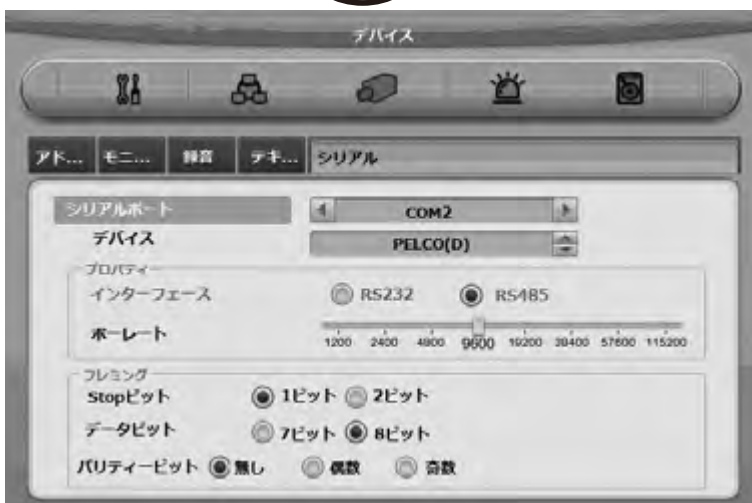 デバイス
アド... モニ... 録音 テキ... シリアル
シリアルポート COM2
デバイス PELCO(D)
プロパティー
インターフェース RS232 RS485
ボーレート
1200 2400 4800 9600 19200 38400 57600 115200
フレミング
Stopビット 1ビット 2ビット
データビット 7ビット 8ビット
パリティービット 無し 偶数 奇数